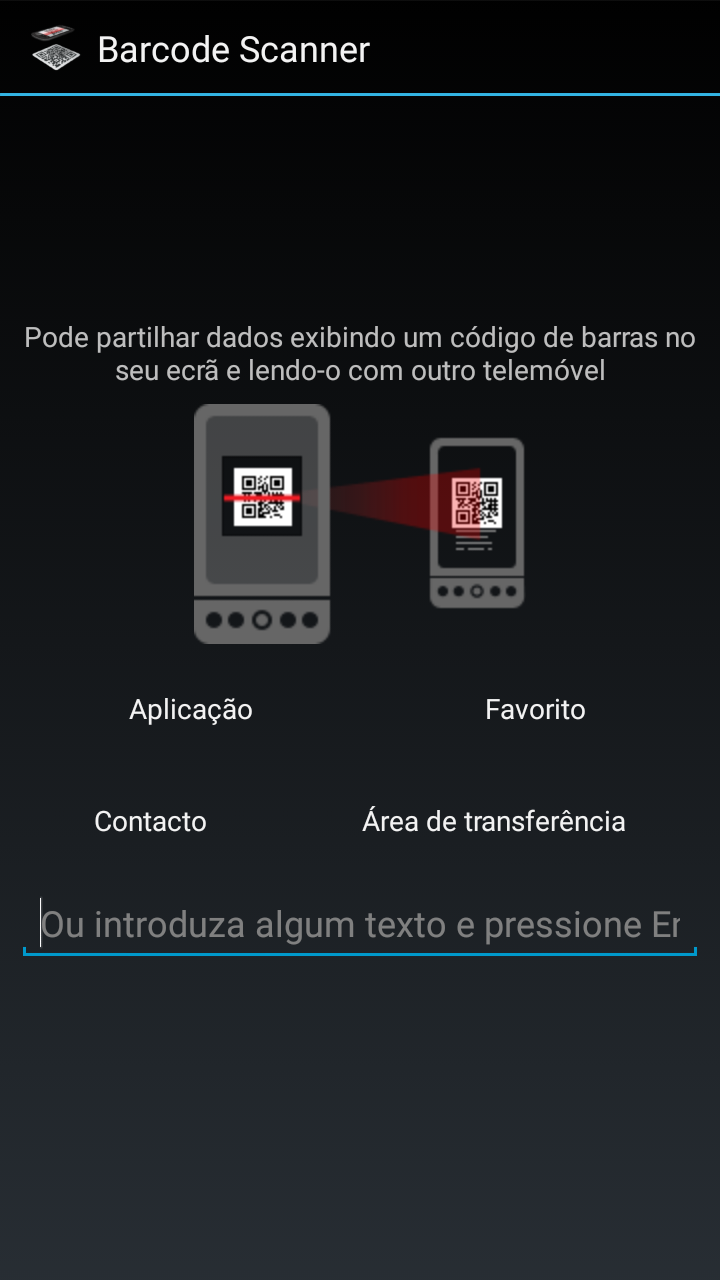 Barcode Scanner
Pode partilhar dados exibindo um código de barras no
seu ecrã e lendo-o com outro telemóvel
Aplicação
Favorito
Contacto
Área de transferência
Ou introduza algum texto e pressione En